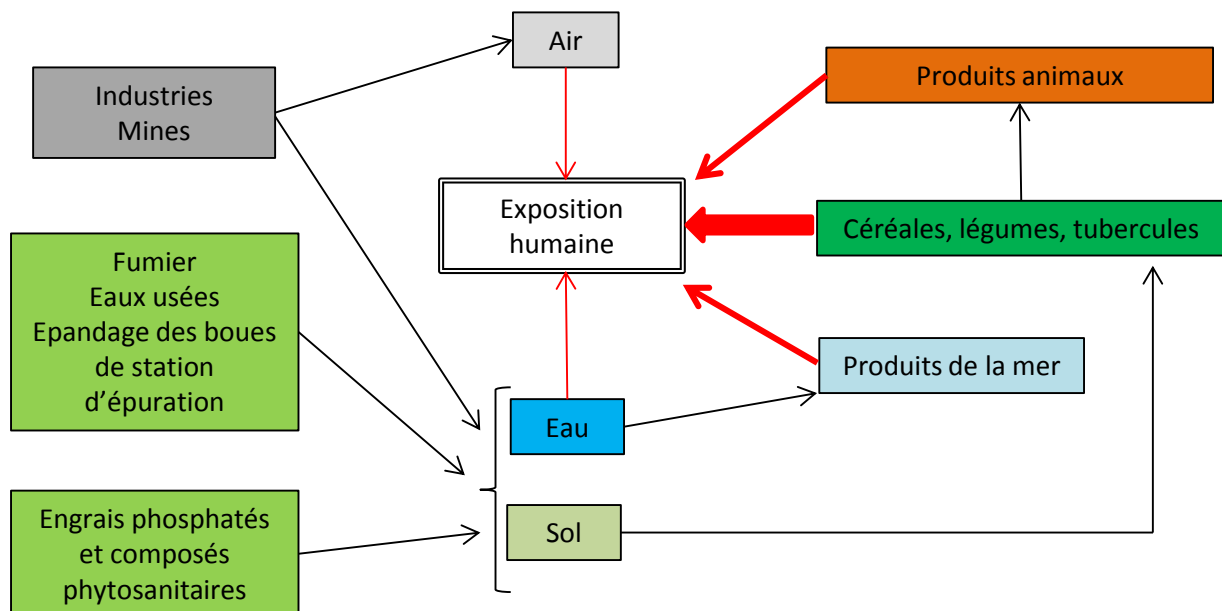 Air
Industries
Mines
Produits animaux
Exposition
humaine
Céréales, légumes, tubercules
Fumier
Eaux usées
Epandage des boues
de station
d’épuration
Produits de la mer
Eau
Engrais phosphatés
et composés
phytosanitaires
Sol